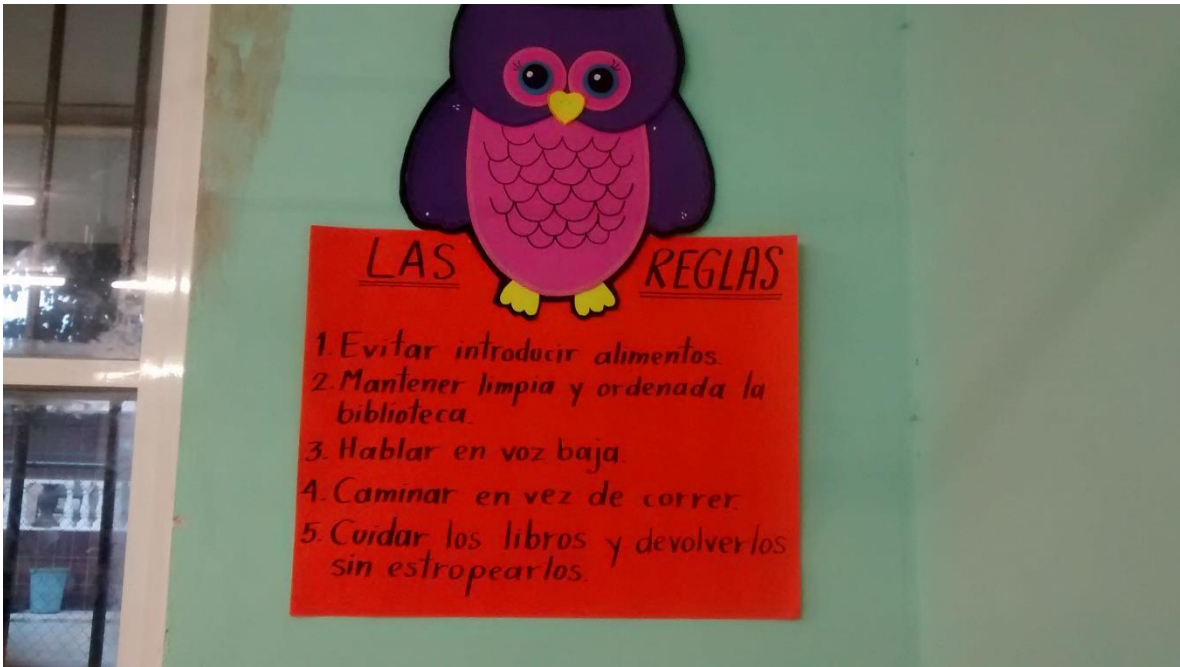 LAS REGLAS
1. Evitar introducir alimentos.
2. Mantener limpia y ordenada la
biblioteca.
3. Hablar en voz baja.
4. Caminar en vez de correr.
5. Cuidar los libros y devolverlos
sin estropearlos.